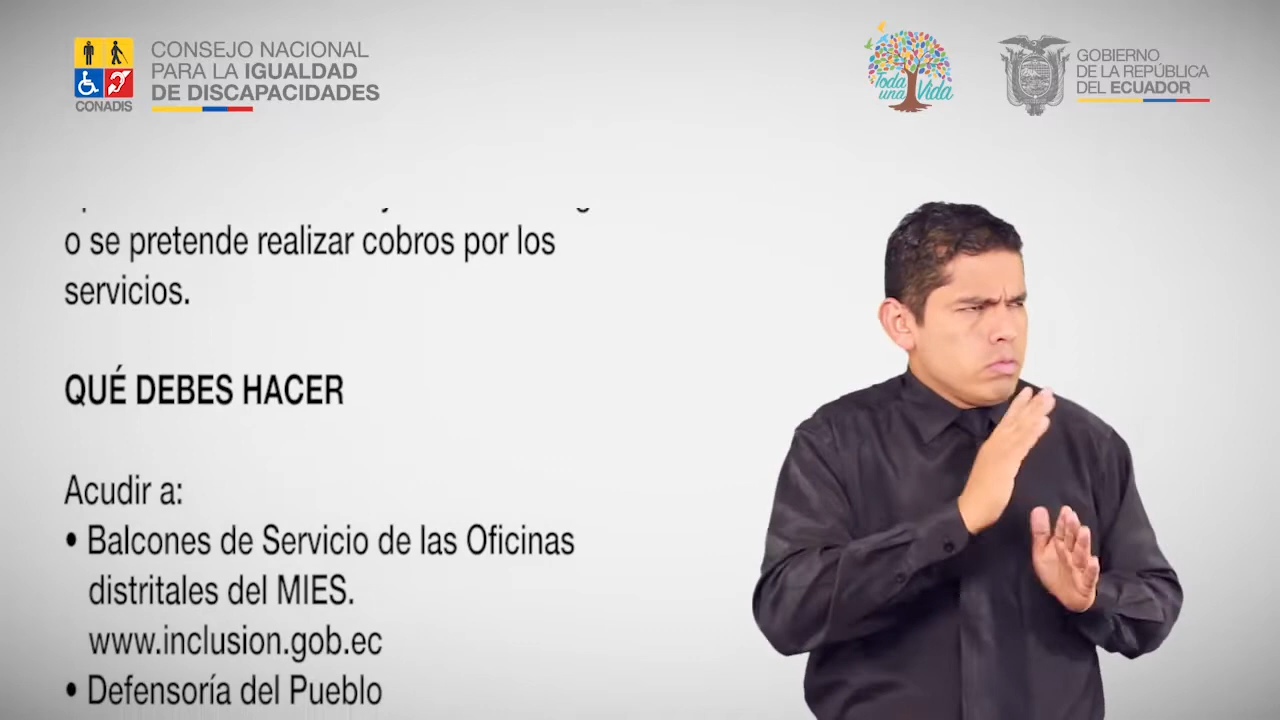 CONSEJO NACIONAL
PARA LA IGUALDAD
DE DISCAPACIDADES
CONADIS
Toda
una Vida
GOBIERNO
DE LA REPÚBLICA
DEL ECUADOR
o se pretende realizar cobros por los
servicios.
QUÉ DEBES HACER
Acudir a:
• Balcones de Servicio de las Oficinas
distritales del MIES.
www.inclusion.gob.ec
• Defensoría del Pueblo